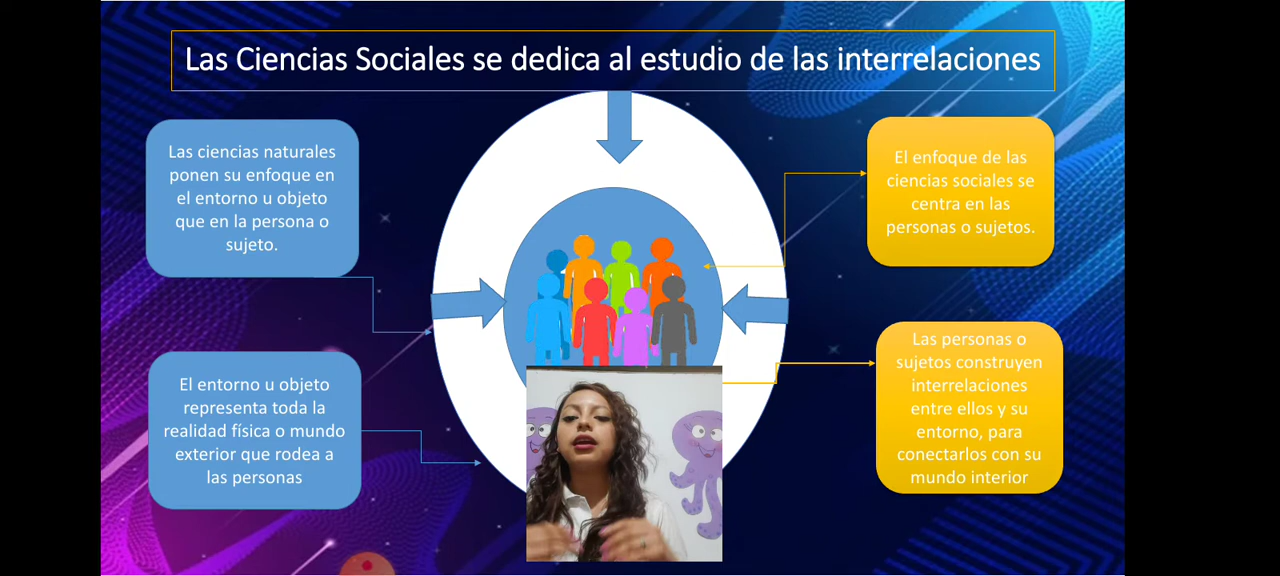 Las Ciencias Sociales se dedica al estudio de las interrelaciones
Las ciencias naturales
ponen su enfoque en
el entorno u objeto
que en la persona o
sujeto.
El entorno u objeto
representa toda la
realidad física o mundo
exterior que rodea a
las personas
El enfoque de las
ciencias sociales se
centra en las
personas o sujetos.
Las personas o
sujetos construyen
interrelaciones
entre ellos y su
entorno, para
conectarlos con su
mundo interior